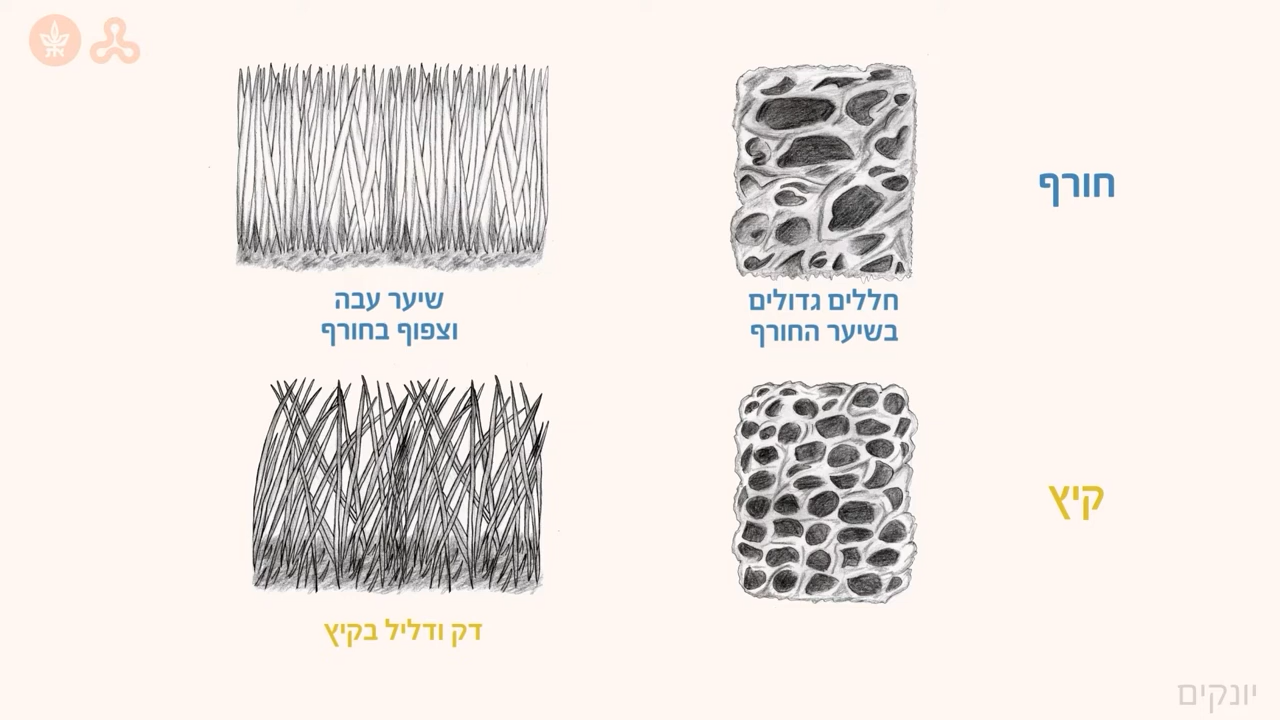 חורף
חללים גדולים
בשיער החורף
שיער עבה
וצפוף בחורף
קיץ
דק ודליל בקיץ
יונקים